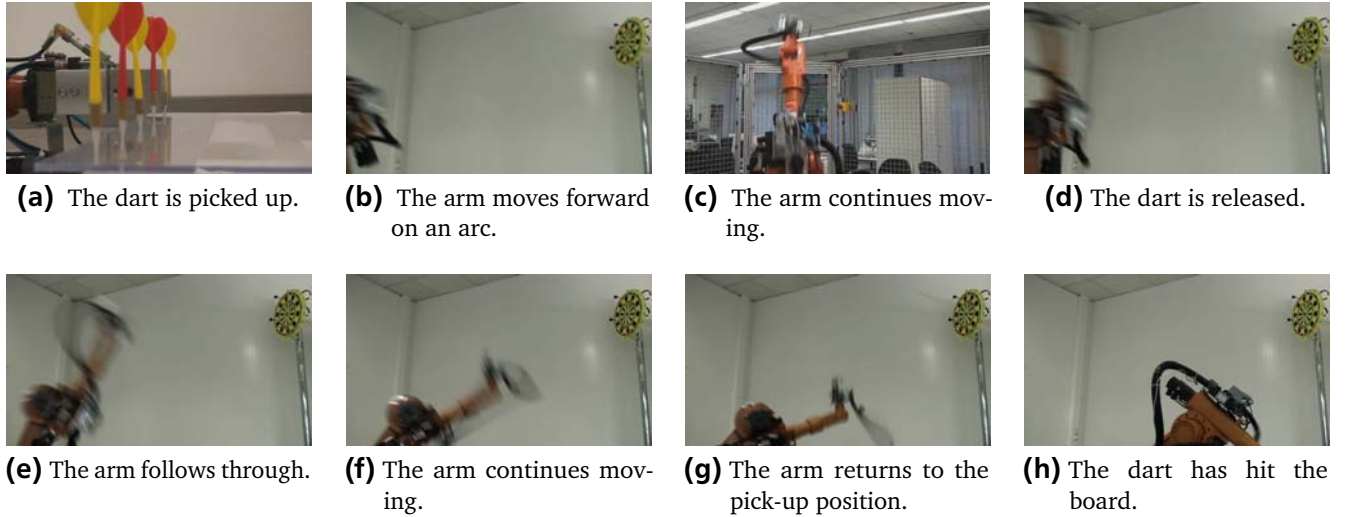 (a) The dart is picked up.
(b) The arm moves forward
on an arc.
(c) The arm continues mov-
ing.
(d) The dart is released.
(e) The arm follows through.
(f) The arm continues mov-
ing.
(g) The arm returns to the
pick-up position.
(h) The dart has hit the
board.